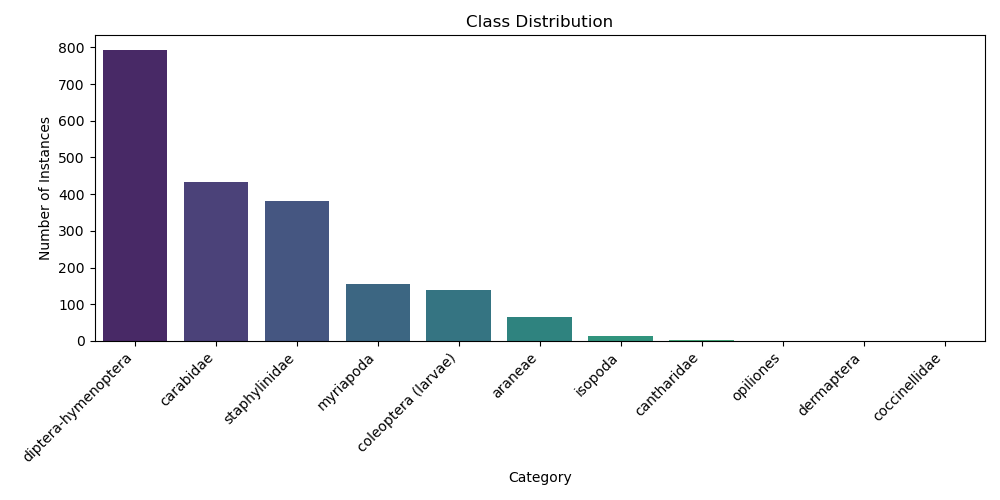 Class Distribution
Number of Instances
800
700
600
500
400
300
200
100
0
diptera-hymenoptera
carabidae
staphylinidae
myriapoda
coleoptera (larvae)
araneae
isopoda
cantharidae
opiliones
dermaptera
coccinellidae
Category